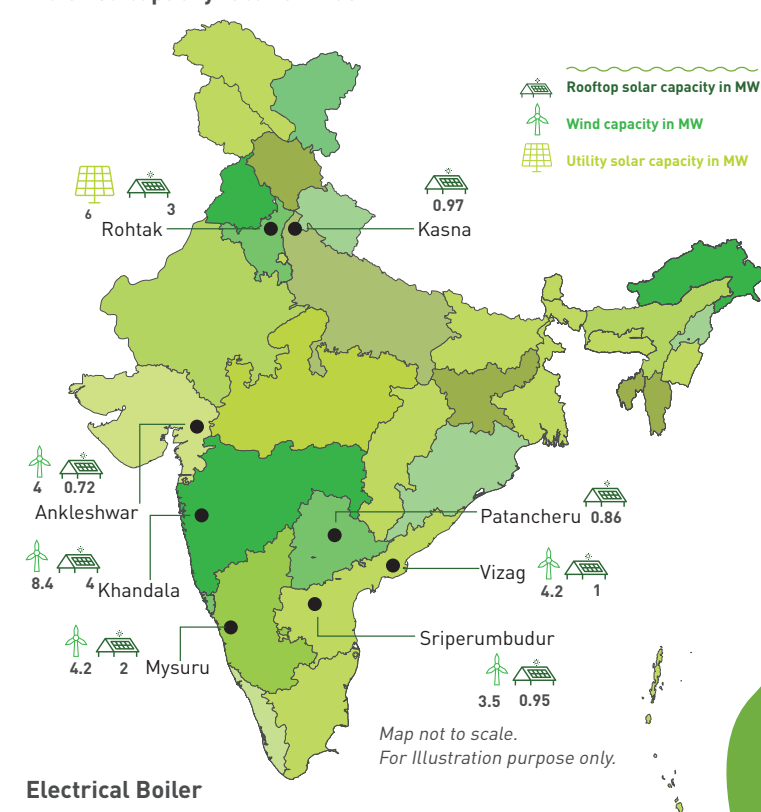 Rooftop solar capacity in MW
Wind capacity in MW
Utility solar capacity in MW
6 3
Rohtak
0.97
Kasna
4 0.72
Ankleshwar
8.4 4
Khandala
4.2 2
Mysuru
Patancheru 0.86
Vizag
4.2 1
Sriperumbudur
3.5 0.95
Map not to scale.
For Illustration purpose only.
Electrical Boiler